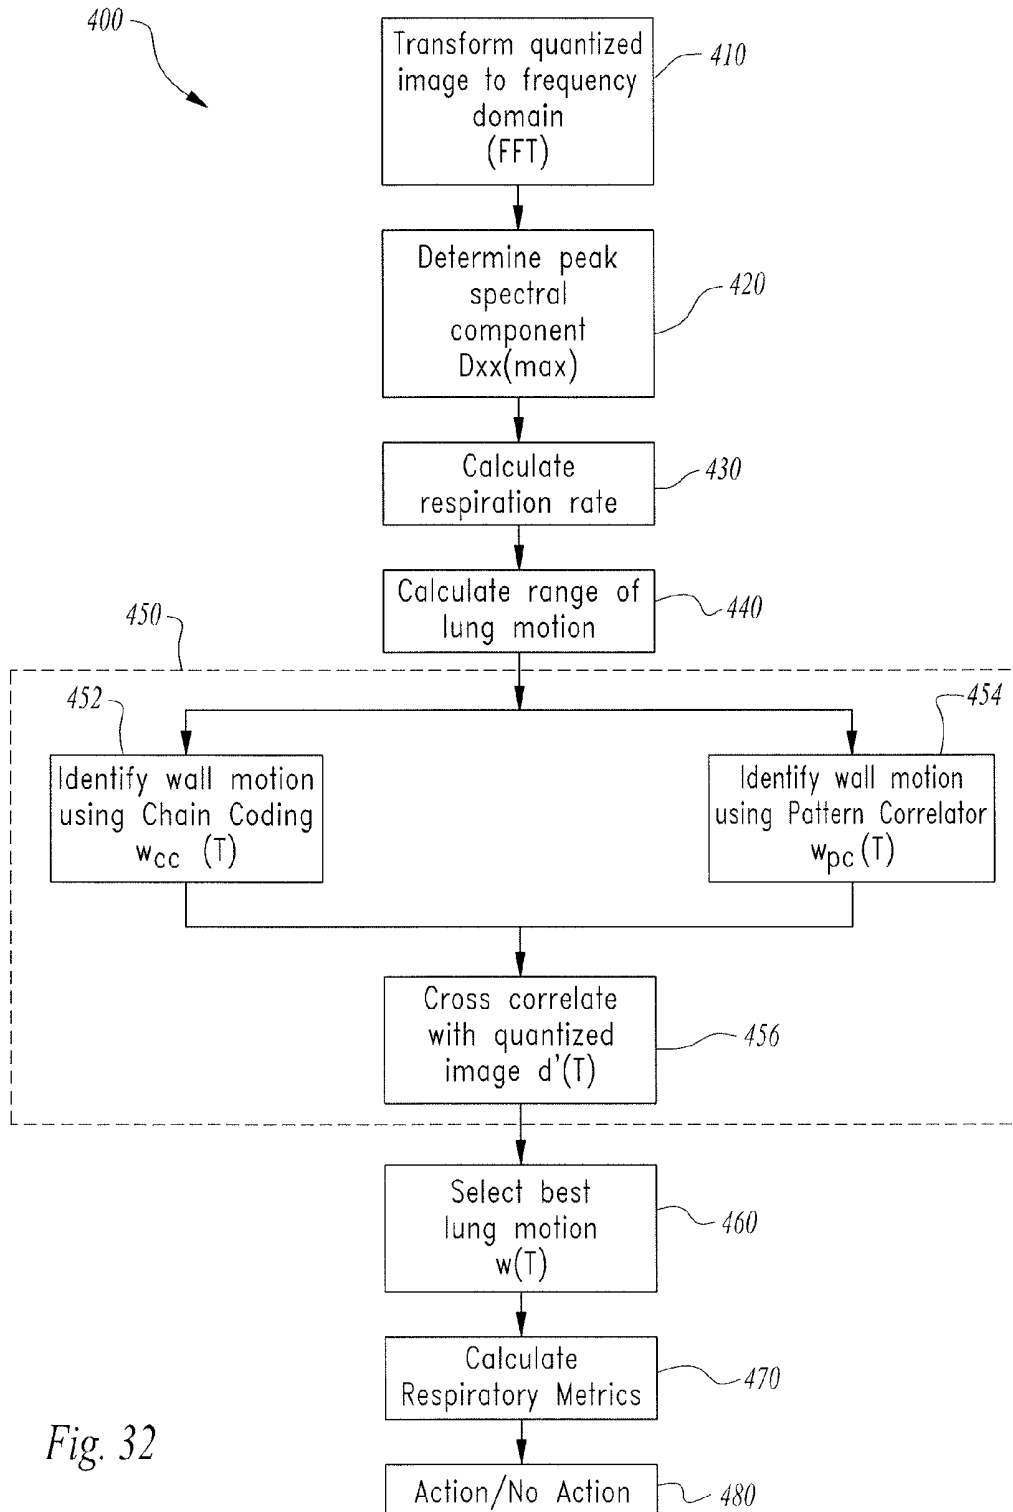 400
Transform quantized
image to frequency
domain
(FFT)
410
Determine peak
spectral
component
Dxx(max)
420
Calculate
respiration rate
430
Calculate range of
lung motion
440
450
452
Identify wall motion
using Chain Coding
wcc (T)
454
Identify wall motion
using Pattern Correlator
wpc (T)
Cross correlate
with quantized
image d'(T)
456
Select best
lung motion
w(T)
460
Calculate
Respiratory Metrics
470
Action/No Action
480
Fig. 32